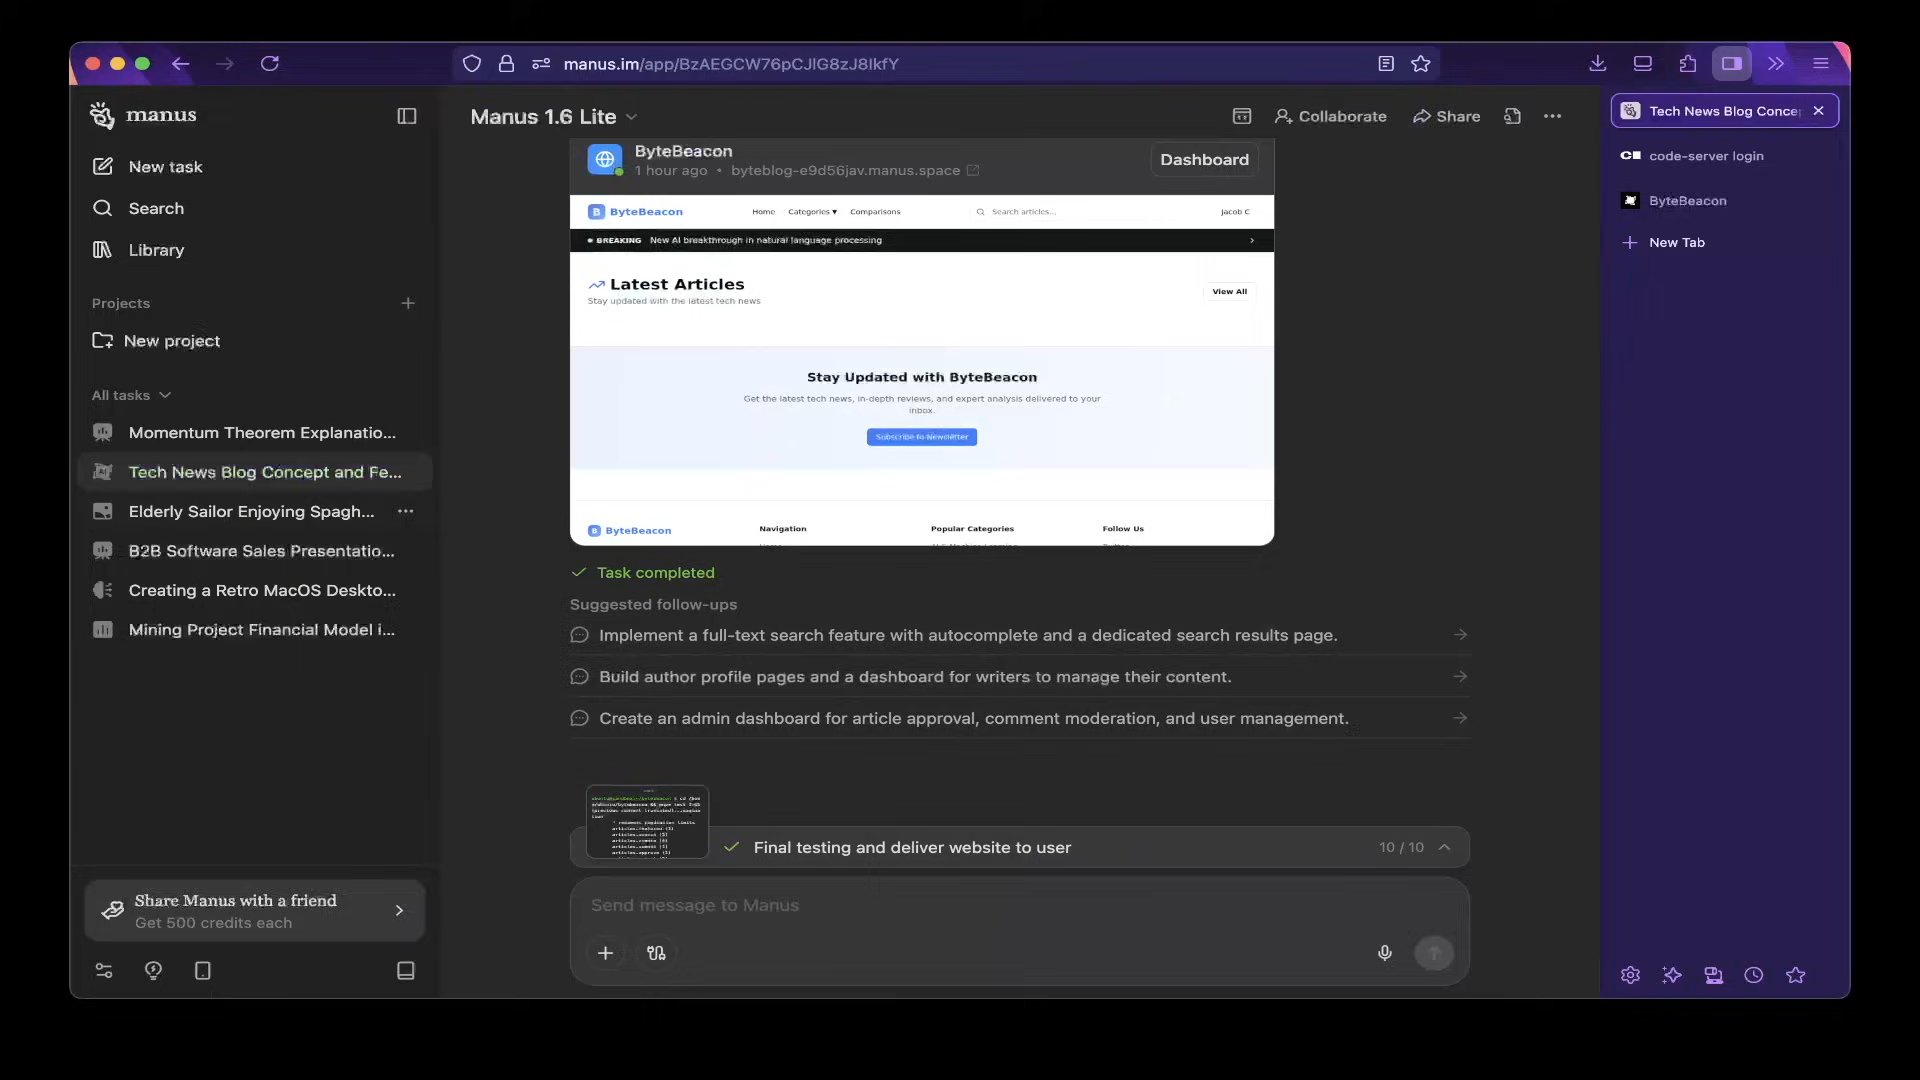 manus.im/app/BzAEGCW76pCJlG8zJ8IkfY
manus
New task
Search
Library
Projects
New project
All tasks
Momentum Theorem Explanatio...
Tech News Blog Concept and Fe...
Elderly Sailor Enjoying Spagh...
B2B Software Sales Presentatio...
Creating a Retro MacOS Deskto...
Mining Project Financial Model i...
Share Manus with a friend
Get 500 credits each
Manus 1.6 Lite
Collaborate
Share
ByteBeacon
1 hour ago • byteblog-e9d56jav.manus.space
Dashboard
ByteBeacon
Home Categories Comparisons
Search articles...
Jacob C
BREAKING New AI breakthrough in natural language processing
Latest Articles
Stay updated with the latest tech news
View All
Stay Updated with ByteBeacon
Get the latest tech news, in-depth reviews, and expert analysis delivered to your
inbox.
Subscribe to Newsletter
ByteBeacon
Navigation
Popular Categories
Follow Us
Task completed
Suggested follow-ups
Implement a full-text search feature with autocomplete and a dedicated search results page.
Build author profile pages and a dashboard for writers to manage their content.
Create an admin dashboard for article approval, comment moderation, and user management.
Final testing and deliver website to user
10 / 10
Send message to Manus
Tech News Blog Conce
code-server login
ByteBeacon
New Tab